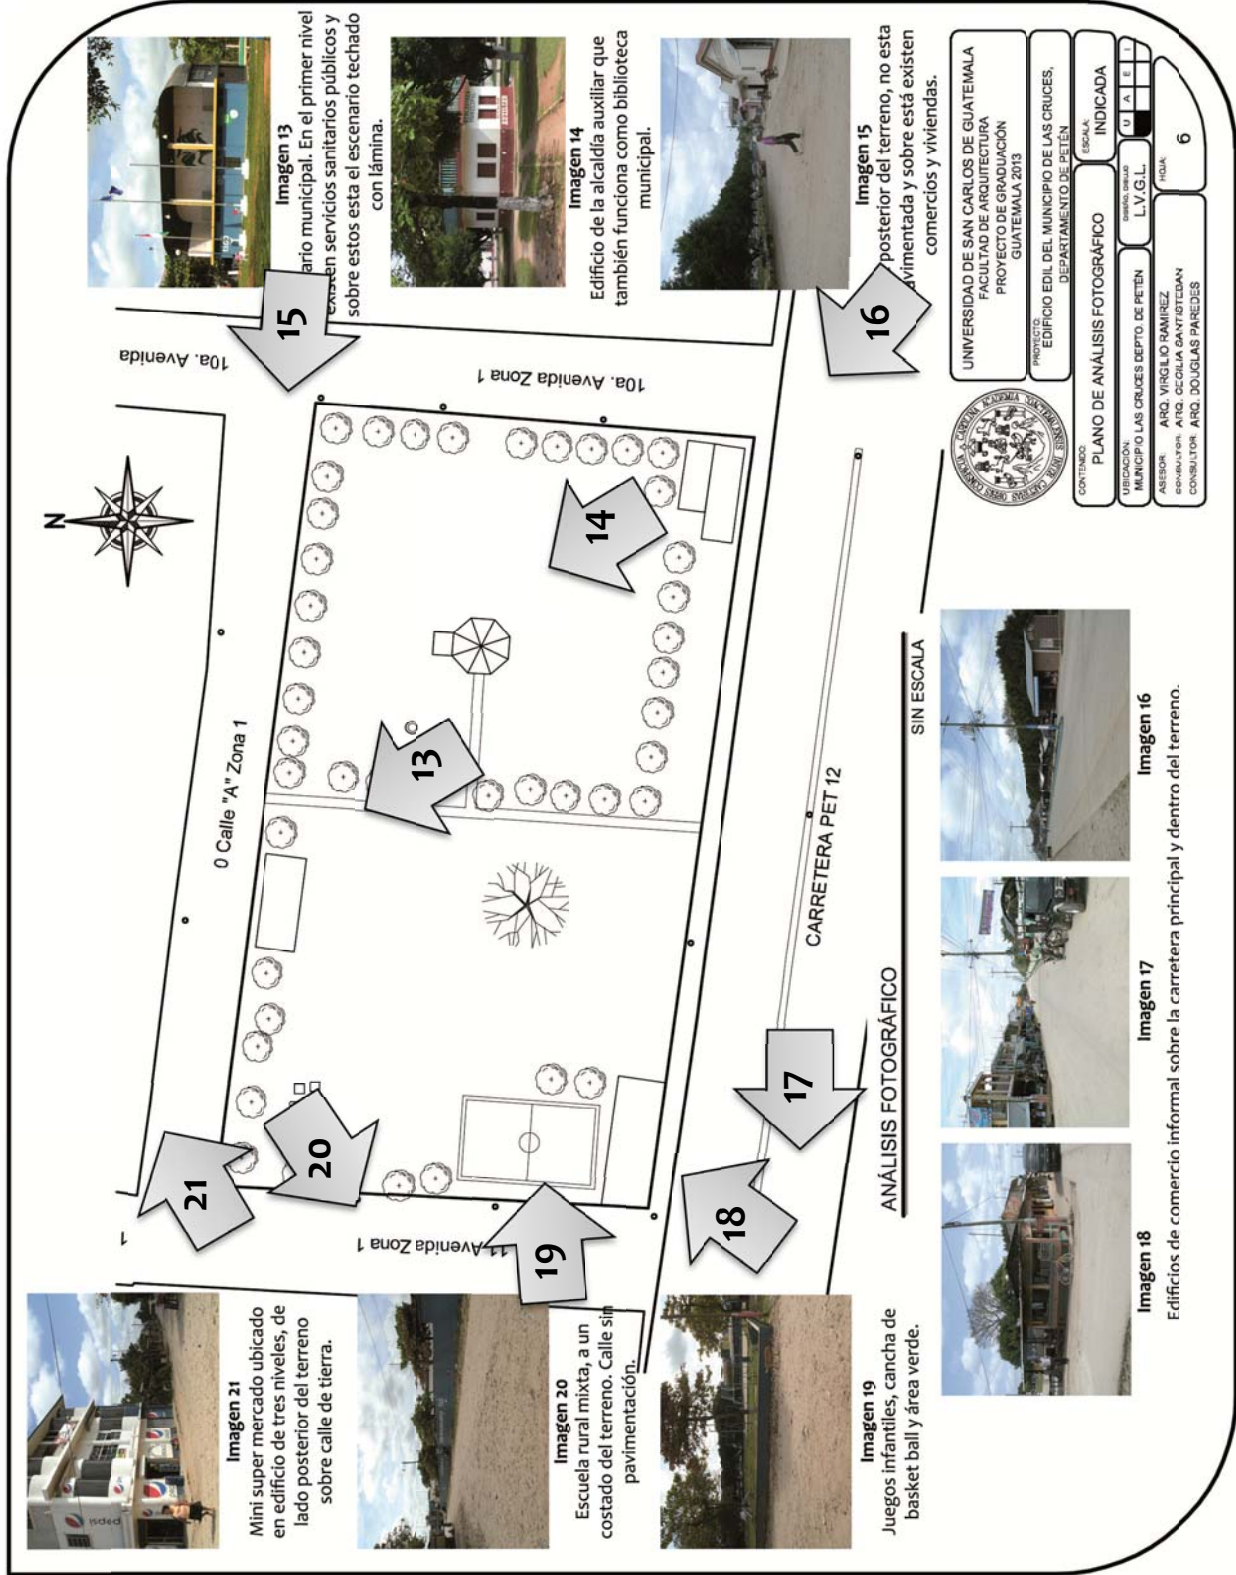 Imagen 21
Mini super mercado ubicado
en edificio de tres niveles, de
lado posterior del terreno
sobre calle de tierra.
Imagen 20
Escuela rural mixta, a un
costado del terreno. Calle sin
pavimentación.
Imagen 19
Juegos infantiles, cancha de
basket ball y área verde.
pepsi
N
0 Calle "A" Zona 1
10a. Avenida
10a. Avenida Zona 1
11 Avenida Zona 1
1
CARRETERA PET 12
13
14
15
16
17
18
19
20
21
Imagen 13
ario municipal. En el primer nivel
existen servicios sanitarios públicos y
sobre estos esta el escenario techado
con lámina.
Imagen 14
Edificio de la alcaldía auxiliar que
también funciona como biblioteca
municipal.
Imagen 15
posterior del terreno, no esta
avimentada y sobre está existen
comercios y viviendas.
ANÁLISIS FOTOGRÁFICO
SIN ESCALA
Imagen 18
Imagen 17
Imagen 16
Edificios de comercio informal sobre la carretera principal y dentro del terreno.
UNIVERSIDAD DE SAN CARLOS DE GUATEMALA
FACULTAD DE ARQUITECTURA
PROYECTO DE GRADUACIÓN
GUATEMALA 2013
PROYECTO:
EDIFICIO EDIL DEL MUNICIPIO DE LAS CRUCES,
DEPARTAMENTO DE PETÉN
CONTENIDO:
PLANO DE ANÁLISIS FOTOGRÁFICO
ESCALA:
INDICADA
UBICACIÓN:
MUNICIPIO LAS CRUCES DEPTO. DE PETÉN
DISEÑO, DIBUJO
L.V.G.L.
U A E I
ASESOR: ARQ. VIRGILIO RAMIREZ
CONSULTOR: ARQ. CECILIA SANTISTEBAN
CONSULTOR: ARQ. DOUGLAS PAREDES
HOJA:
6